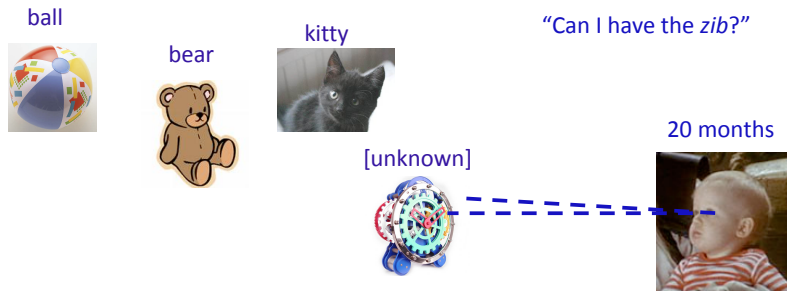 ball
bear
kitty
“Can I have the zib?”
[unknown]
20 months